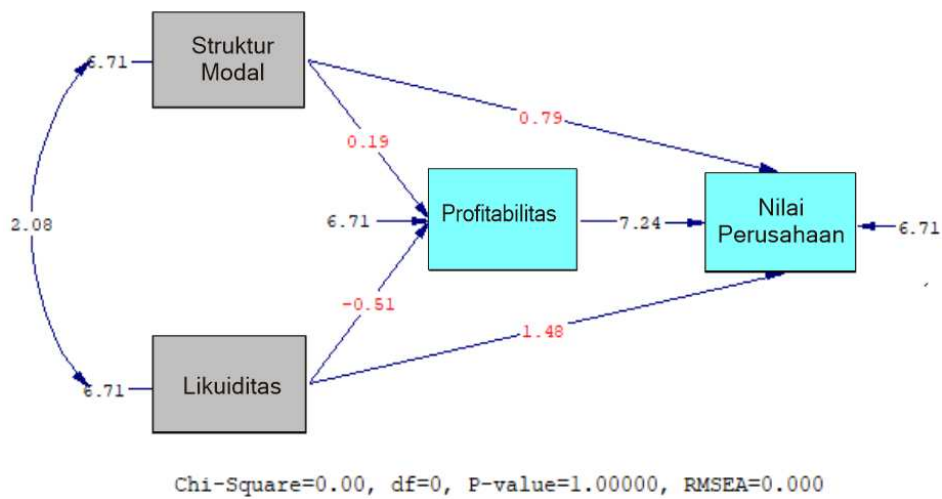 Struktur
Modal
6.71
0.79
0.19
Profitabilitas
6.71
7.24
Nilai
Perusahaan
6.71
2.08
-0.51
1.48
Likuiditas
6.71
Chi-Square=0.00, df=0, P-value=1.00000, RMSEA=0.000